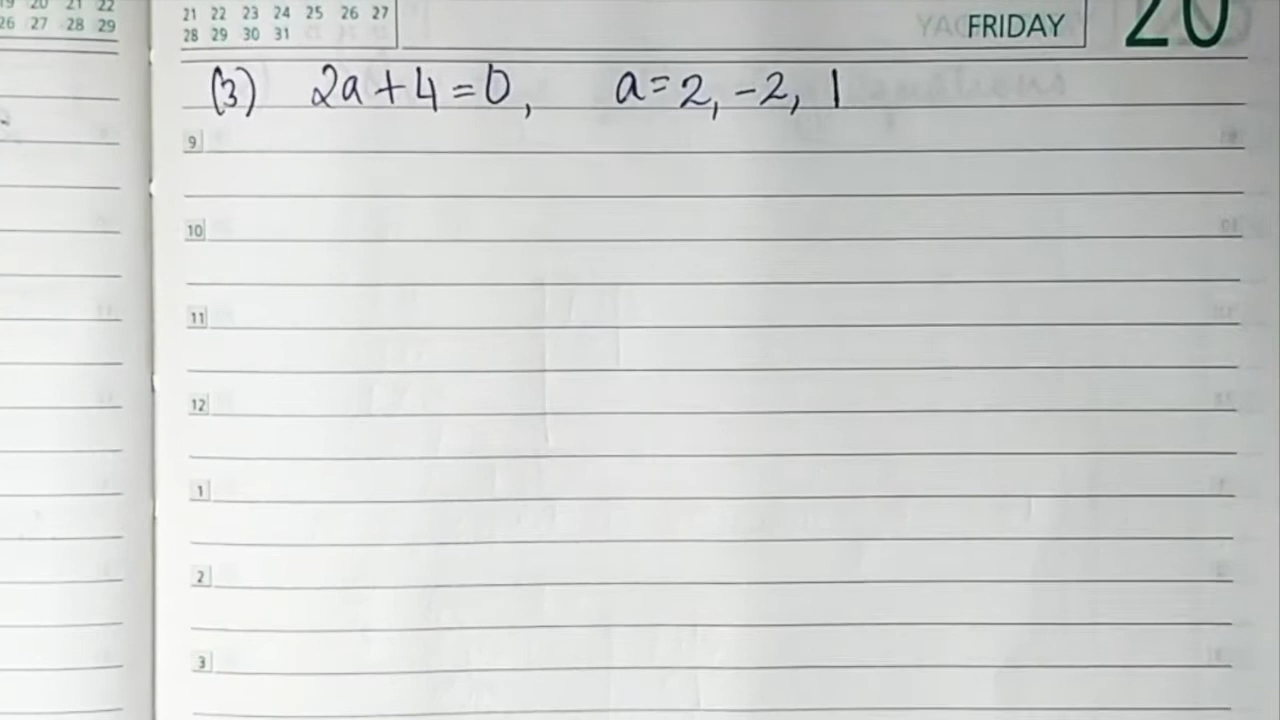 19 20 21 22
26 27 28 29
21 22 23 24 25 26 27
28 29 30 31
FRIDAY
20
(3) 2a+4=0, a=2, -2, 1
9
10
11
12
1
2
3